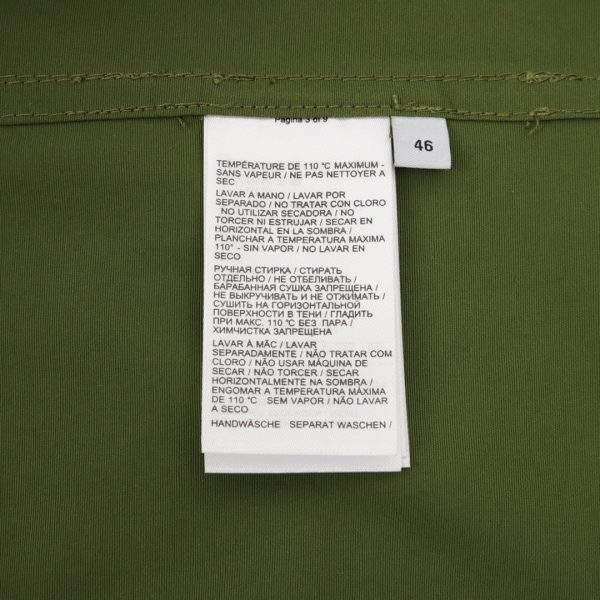 Pagina 3 of 9
46
TEMPÉRATURE DE 110 °C MAXIMUM -
SANS VAPEUR / NE PAS NETTOYER A
SEC
LAVAR A MANO / LAVAR POR
SEPARADO / NO TRATAR CON CLORO
NO UTILIZAR SECADORA / NO
TORCER NI ESTRUJAR / SECAR EN
HORIZONTAL EN LA SOMBRA /
PLANCHAR A TEMPERATURA MAXIMA
110° - SIN VAPOR / NO LAVAR EN
SECO
РУЧНАЯ СТИРКА / СТИРАТЬ
ОТДЕЛЬНО / НЕ ОТБЕЛИВАТЬ /
БАРАБАННАЯ СУШКА ЗАПРЕЩЕНА /
НЕ ВЫКРУЧИВАТЬ И НЕ ОТЖИМАТЬ /
СУШИТЬ НА ГОРИЗОНТАЛЬНОЙ
ПОВЕРХНОСТИ В ТЕНИ / ГЛАДИТЬ
ПРИ МАКС. 110 °C БЕЗ ПАРА /
ХИМЧИСТКА ЗАПРЕЩЕНА
LAVAR À MÃC / LAVAR
SEPARADAMENTE / NÃO TRATAR COM
CLORO / NÃO USAR MÁQUINA DE
SECAR / NÃO TORCER / SECAR
HORIZONTALMENTE NA SOMBRA /
ENGOMAR A TEMPERATURA MÁXIMA
DE 110 °C SEM VAPOR / NÃO LAVAR
A SECO
HANDWÄSCHE SEPARAT WASCHEN /